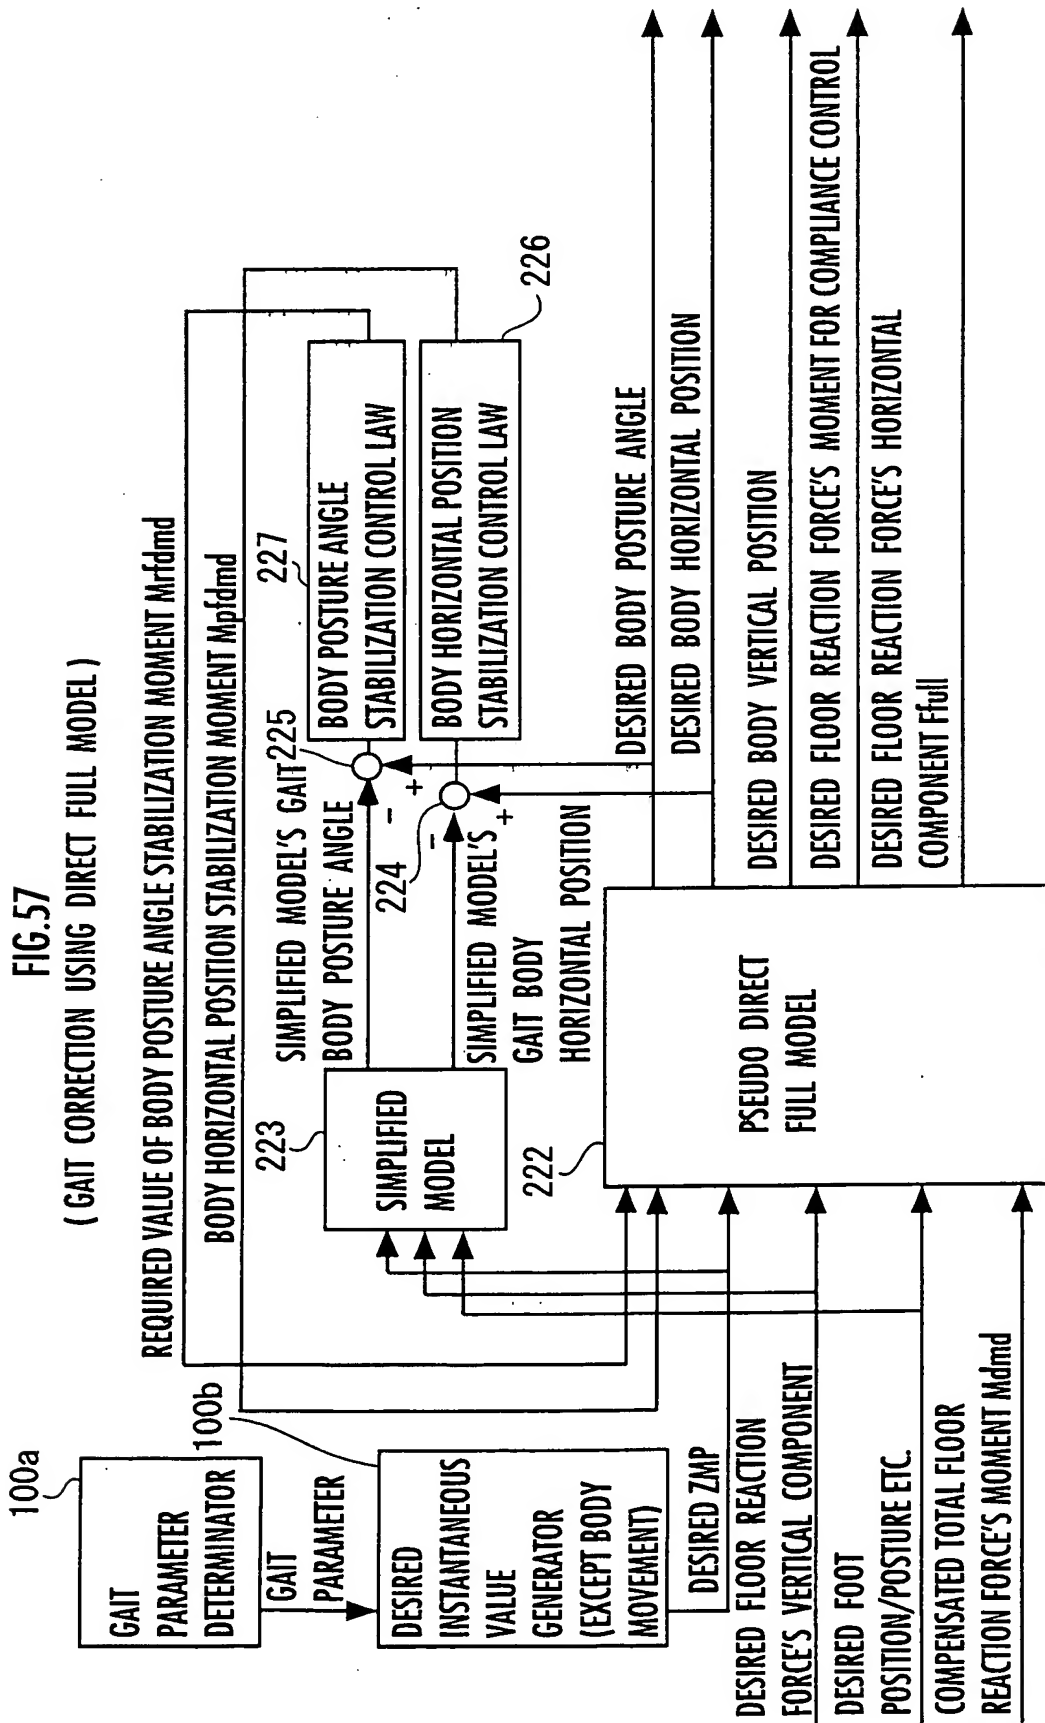 FIG.57
(GAIT CORRECTION USING DIRECT FULL MODEL)
REQUIRED VALUE OF BODY POSTURE ANGLE STABILIZATION MOMENT Mrfdmd
BODY HORIZONTAL POSITION STABILIZATION MOMENT Mpfdmd
100a
GAIT
PARAMETER
DETERMINATOR
GAIT
PARAMETER
100b
DESIRED
INSTANTANEOUS
VALUE
GENERATOR
(EXCEPT BODY
MOVEMENT)
DESIRED ZMP
DESIRED FLOOR REACTION
FORCE'S VERTICAL COMPONENT
DESIRED FOOT
POSITION/POSTURE ETC.
COMPENSATED TOTAL FLOOR
REACTION FORCE'S MOMENT Mdmd
223
SIMPLIFIED
MODEL
SIMPLIFIED MODEL'S GAIT
BODY POSTURE ANGLE
SIMPLIFIED MODEL'S
GAIT BODY
HORIZONTAL POSITION
225
-
+
224
-
+
227
BODY POSTURE ANGLE
STABILIZATION CONTROL LAW
BODY HORIZONTAL POSITION
STABILIZATION CONTROL LAW
226
222
PSEUDO DIRECT
FULL MODEL
DESIRED BODY POSTURE ANGLE
DESIRED BODY HORIZONTAL POSITION
DESIRED BODY VERTICAL POSITION
DESIRED FLOOR REACTION FORCE'S MOMENT FOR COMPLIANCE CONTROL
DESIRED FLOOR REACTION FORCE'S HORIZONTAL
COMPONENT Ffull